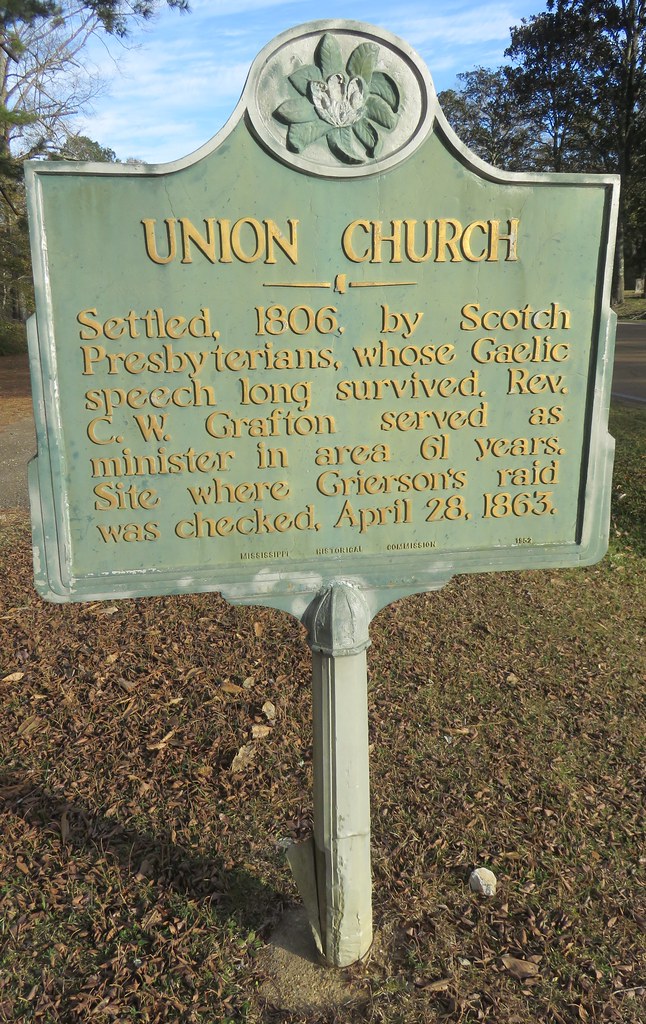 UNION CHURCH
Settled, 1806, by Scotch
Presbyterians, whose Gaelic
speech long survived. Rev.
C. W. Grafton served as
minister in area 61 years.
Site where Grierson's raid
was checked, April 28, 1863.
MISSISSIPPI HISTORICAL COMMISSION 1952